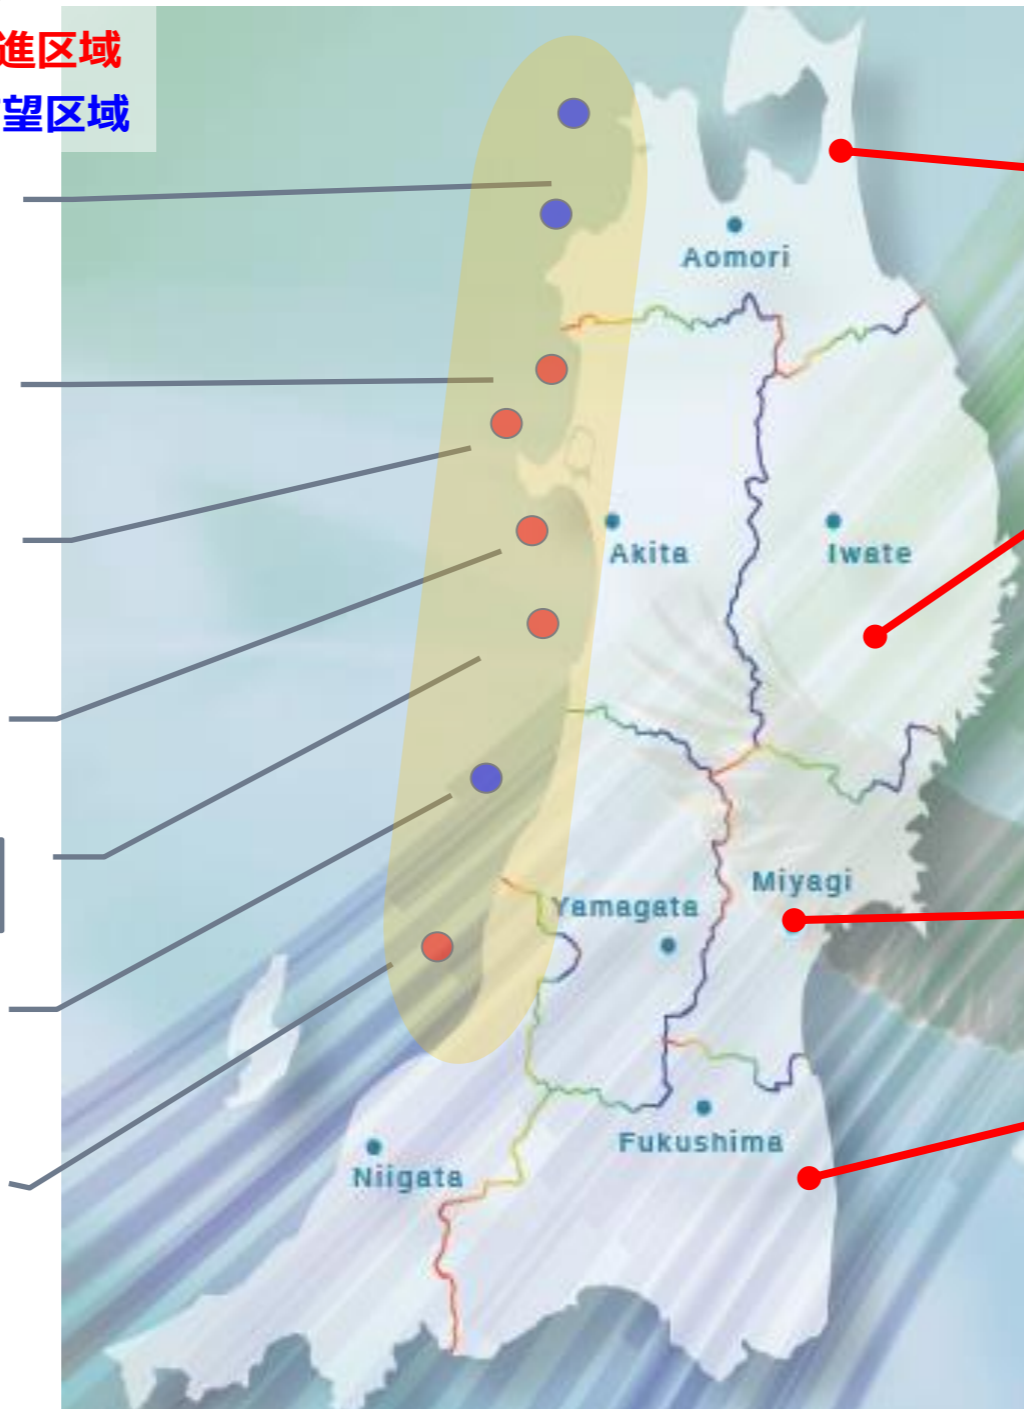 進区域
望区域
Aomori
Akita
Iwate
Miyagi
Yamagata
Fukushima
Niigata